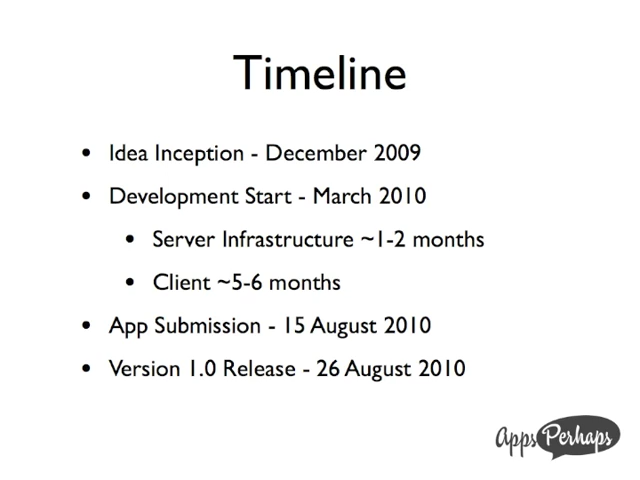 Timeline
• Idea Inception - December 2009
• Development Start - March 2010
• Server Infrastructure ~1-2 months
• Client ~5-6 months
• App Submission - 15 August 2010
• Version 1.0 Release - 26 August 2010
Apps Perhaps